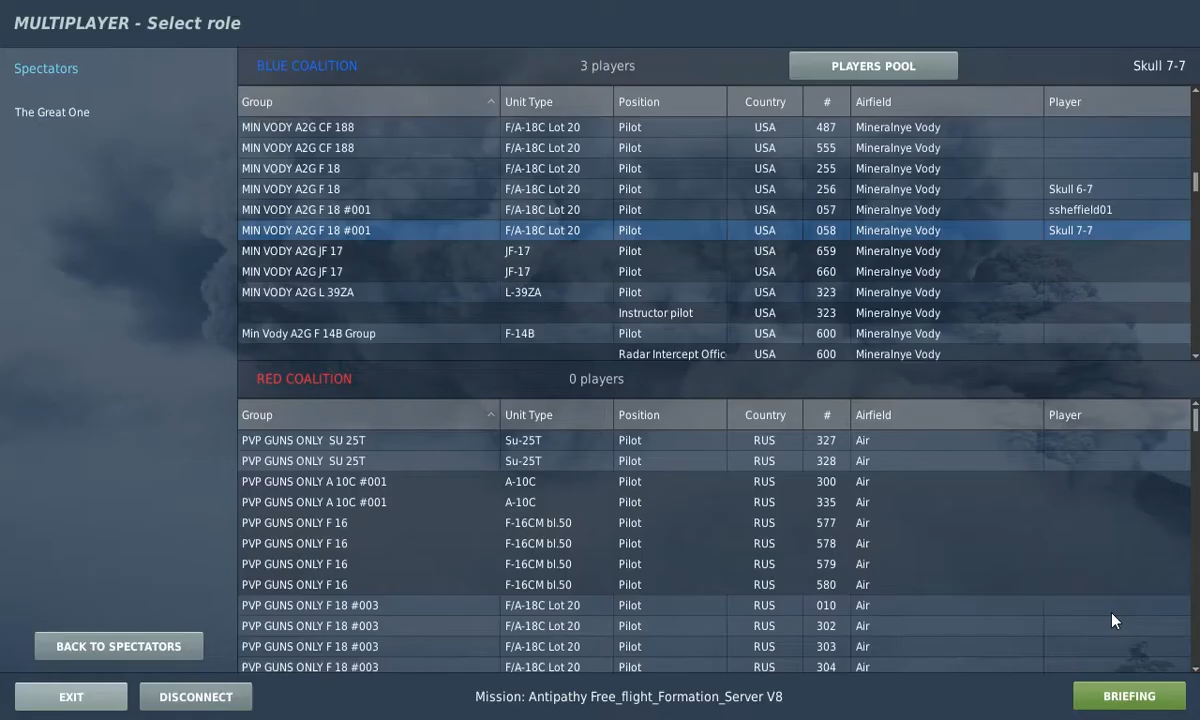 MULTIPLAYER - Select role
Spectators
The Great One
BLUE COALITION 3 players PLAYERS POOL Skull 7-7
Group Unit Type Position Country # Airfield Player
MIN VODY A2G CF 188 F/A-18C Lot 20 Pilot USA 487 Mineralnye Vody
MIN VODY A2G CF 188 F/A-18C Lot 20 Pilot USA 555 Mineralnye Vody
MIN VODY A2G F 18 F/A-18C Lot 20 Pilot USA 255 Mineralnye Vody
MIN VODY A2G F 18 F/A-18C Lot 20 Pilot USA 256 Mineralnye Vody Skull 6-7
MIN VODY A2G F 18 #001 F/A-18C Lot 20 Pilot USA 057 Mineralnye Vody ssheffield01
MIN VODY A2G F 18 #001 F/A-18C Lot 20 Pilot USA 058 Mineralnye Vody Skull 7-7
MIN VODY A2G JF 17 JF-17 Pilot USA 659 Mineralnye Vody
MIN VODY A2G JF 17 JF-17 Pilot USA 660 Mineralnye Vody
MIN VODY A2G L 39ZA L-39ZA Pilot USA 323 Mineralnye Vody
Instructor pilot USA 323 Mineralnye Vody
Min Vody A2G F 14B Group F-14B Pilot USA 600 Mineralnye Vody
Radar Intercept Offic USA 600 Mineralnye Vody
RED COALITION 0 players
Group Unit Type Position Country # Airfield Player
PVP GUNS ONLY SU 25T Su-25T Pilot RUS 327 Air
PVP GUNS ONLY SU 25T Su-25T Pilot RUS 328 Air
PVP GUNS ONLY A 10C #001 A-10C Pilot RUS 300 Air
PVP GUNS ONLY A 10C #001 A-10C Pilot RUS 335 Air
PVP GUNS ONLY F 16 F-16CM bl.50 Pilot RUS 577 Air
PVP GUNS ONLY F 16 F-16CM bl.50 Pilot RUS 578 Air
PVP GUNS ONLY F 16 F-16CM bl.50 Pilot RUS 579 Air
PVP GUNS ONLY F 16 F-16CM bl.50 Pilot RUS 580 Air
PVP GUNS ONLY F 18 #003 F/A-18C Lot 20 Pilot RUS 010 Air
PVP GUNS ONLY F 18 #003 F/A-18C Lot 20 Pilot RUS 302 Air
PVP GUNS ONLY F 18 #003 F/A-18C Lot 20 Pilot RUS 303 Air
PVP GUNS ONLY F 18 #003 F/A-18C Lot 20 Pilot RUS 304 Air
BACK TO SPECTATORS
EXIT DISCONNECT Mission: Antipathy Free_flight_Formation_Server V8 BRIEFING